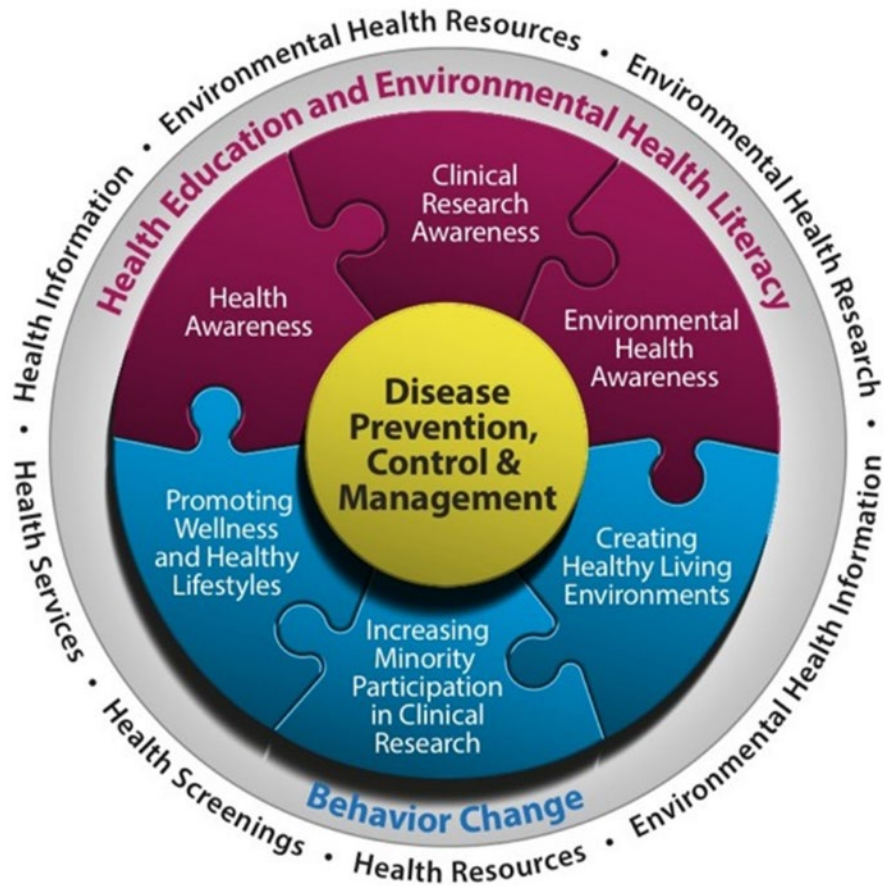 Environmental Health Resources • Environmental Health Research • Environmental Health Information • Health Resources • Health Screenings • Health Services • Health Information •
Health Education and Environmental Health Literacy
Clinical
Research
Awareness
Health
Awareness
Environmental
Health
Awareness
Disease
Prevention,
Control &
Management
Promoting
Wellness
and Healthy
Lifestyles
Creating
Healthy Living
Environments
Increasing
Minority
Participation
in Clinical
Research
Behavior Change